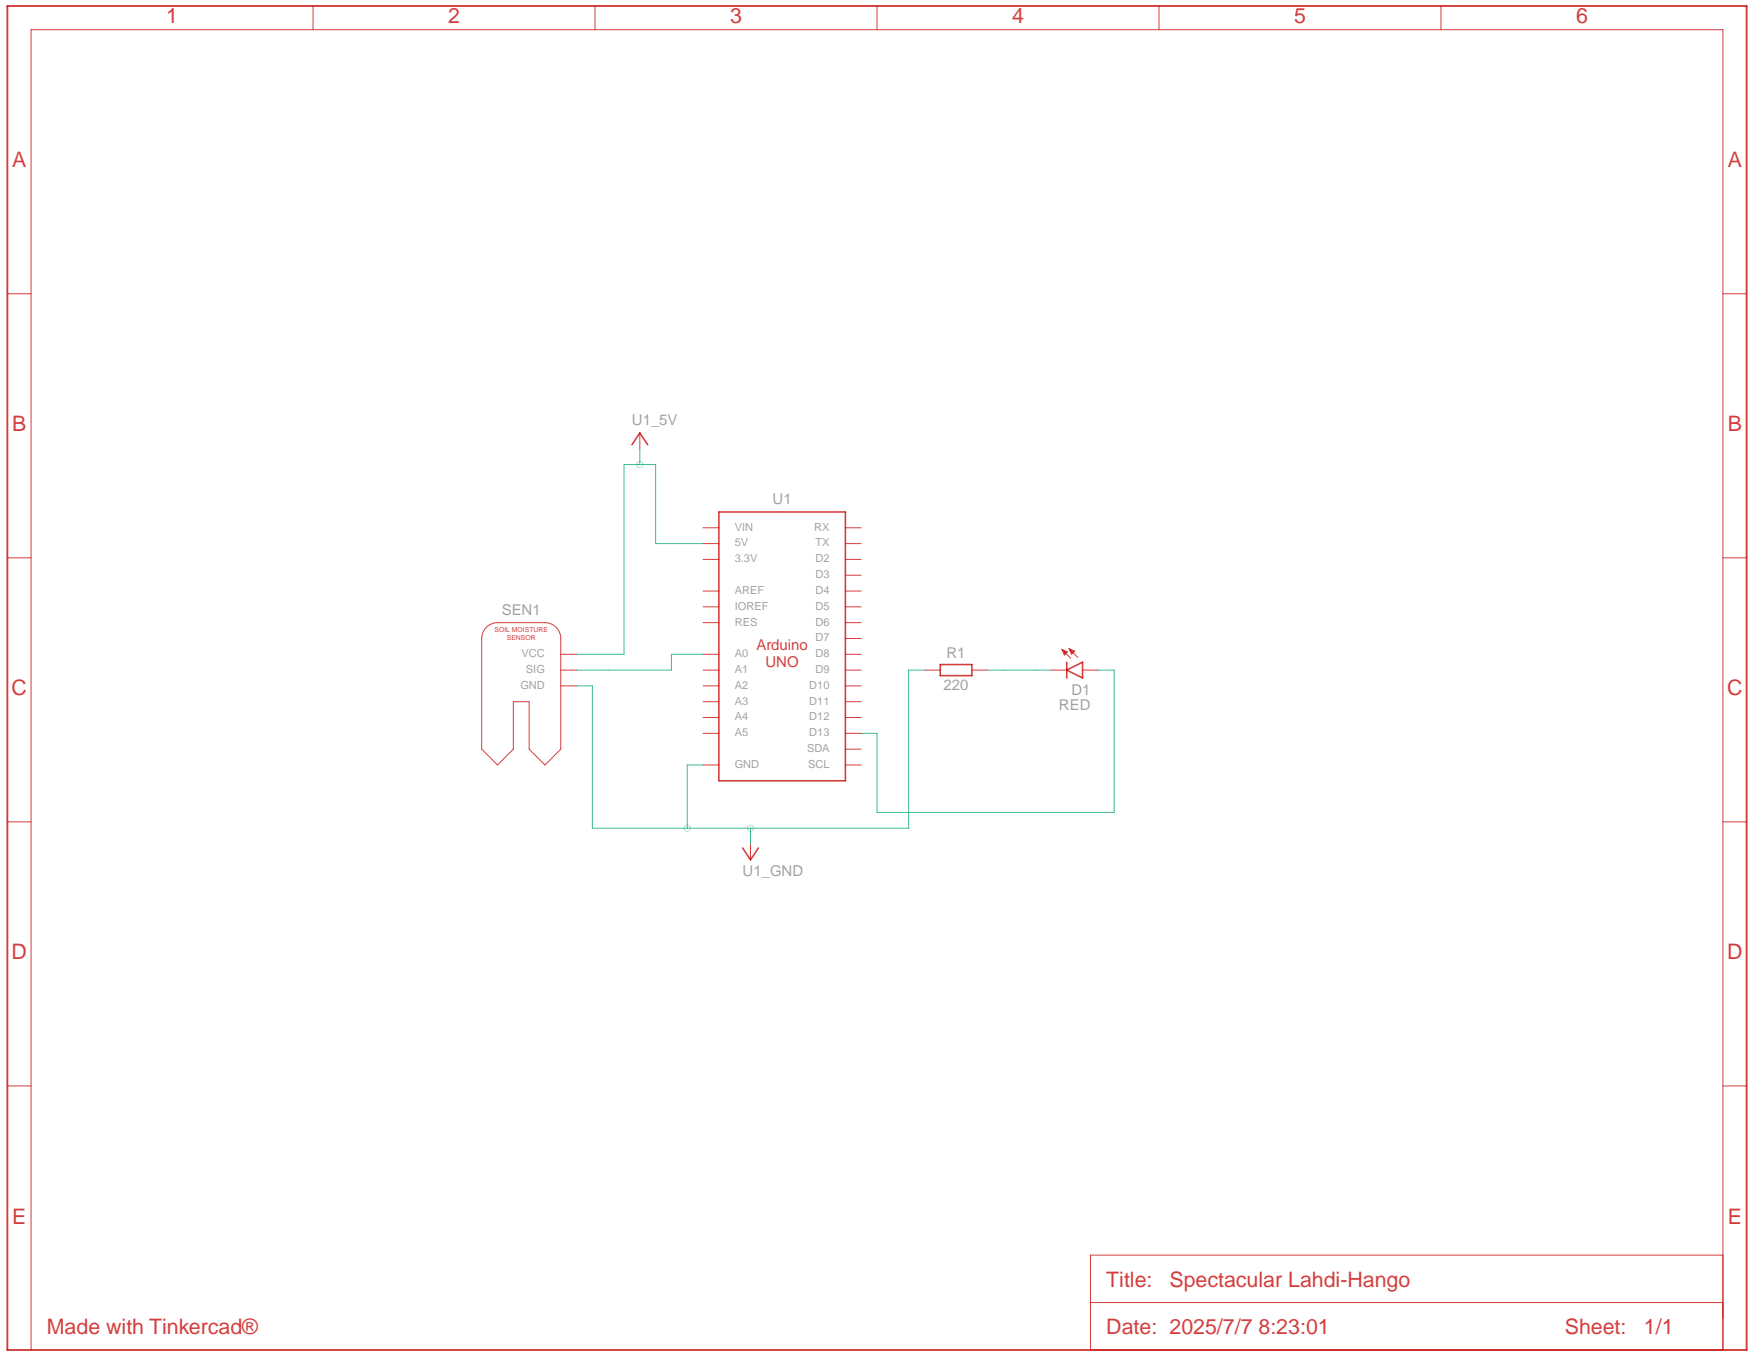 1 2 3 4 5 6
A A
B B
U1_5V
U1
VIN RX
5V TX
3.3V D2
D3
AREF D4
IOREF D5
RES D6
D7
SEN1
SOIL MOISTURE
SENSOR
VCC
SIG
GND
Arduino
UNO
A0 D8
A1 D9
A2 D10
A3 D11
A4 D12
A5 D13
SDA
GND SCL
R1
220
D1
RED
C C
U1_GND
D D
E E
Title: Spectacular Lahdi-Hango
Made with Tinkercad®
Date: 2025/7/7 8:23:01 Sheet: 1/1